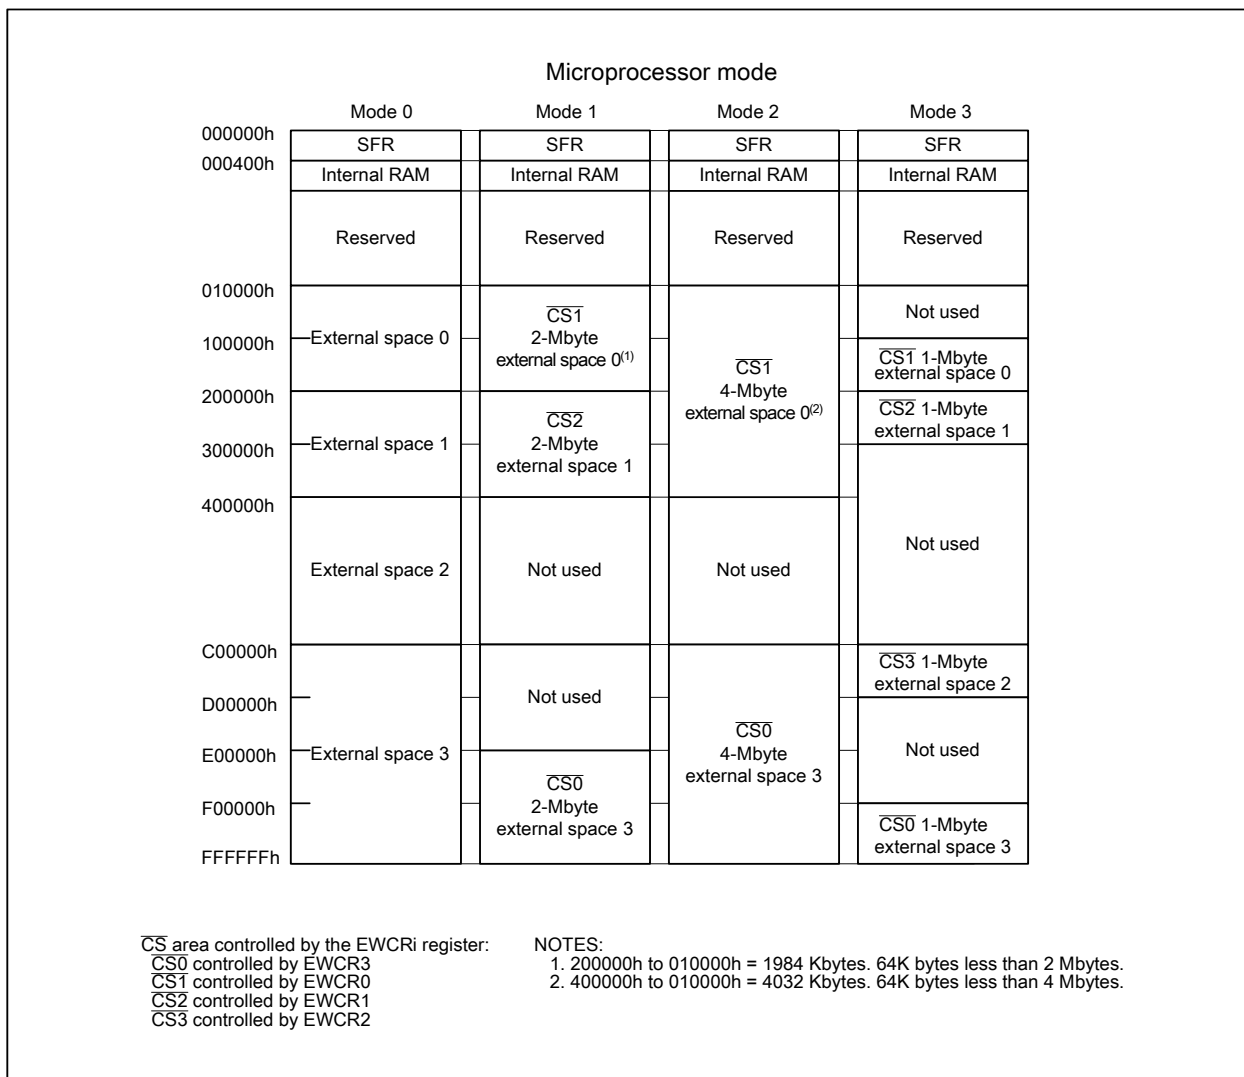 Microprocessor mode
Mode 0 Mode 1 Mode 2 Mode 3
000000h
SFR SFR SFR SFR
000400h
Internal RAM Internal RAM Internal RAM Internal RAM
Reserved Reserved Reserved Reserved
010000h
External space 0
CS1
2-Mbyte
external space 0(1)
CS1
4-Mbyte
external space 0(2)
Not used
100000h
CS1 1-Mbyte
external space 0
200000h
External space 1
CS2
2-Mbyte
external space 1
CS2 1-Mbyte
external space 1
300000h
400000h
External space 2
Not used
Not used
Not used
C00000h
External space 3
Not used
CS0
4-Mbyte
external space 3
CS3 1-Mbyte
external space 2
D00000h
Not used
E00000h
CS0
2-Mbyte
external space 3
F00000h
CS0 1-Mbyte
external space 3
FFFFFFh
CS area controlled by the EWCRi register:
CS0 controlled by EWCR3
CS1 controlled by EWCR0
CS2 controlled by EWCR1
CS3 controlled by EWCR2
NOTES:
1. 200000h to 010000h = 1984 Kbytes. 64K bytes less than 2 Mbytes.
2. 400000h to 010000h = 4032 Kbytes. 64K bytes less than 4 Mbytes.